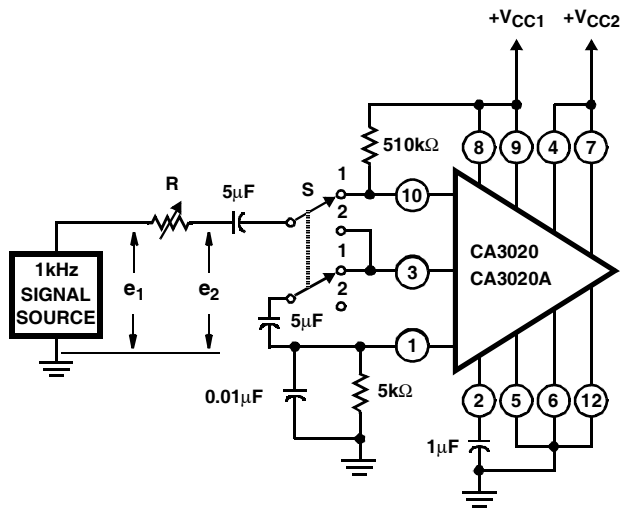 +VCC1
+VCC2
510kΩ
8
9
4
7
R
5μF
S
1
2
10
1
2
3
1kHz
SIGNAL
SOURCE
e1
e2
CA3020
CA3020A
5μF
1
0.01μF
5kΩ
2
5
6
12
1μF